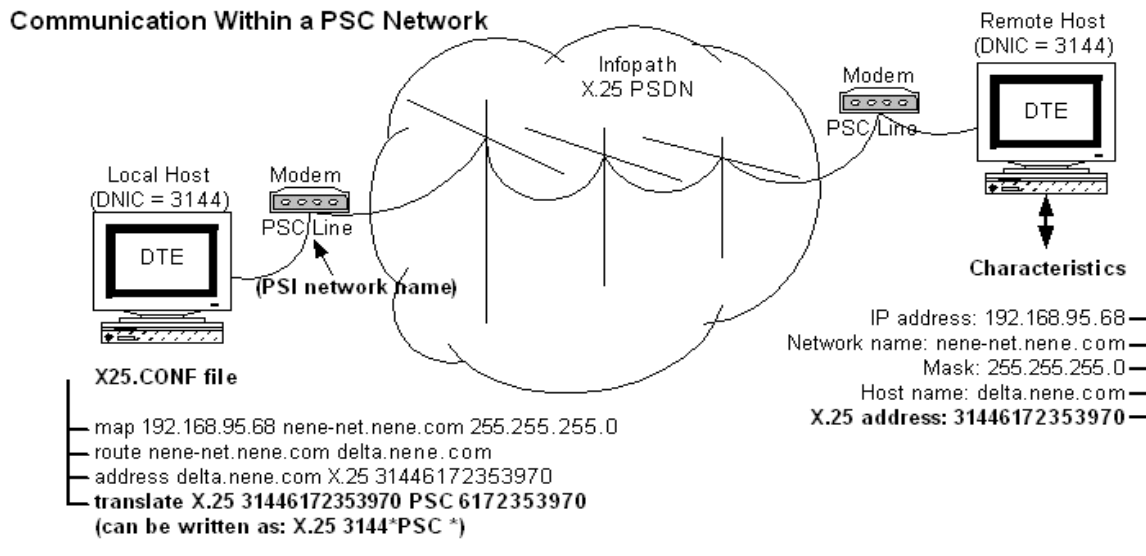 Communication Within a PSC Network
Infopath
X.25 PSDN
Remote Host
(DNIC = 3144)
Modem
DTE
PSC Line
Local Host
(DNIC = 3144)
Modem
PSC Line
DTE
(PSI network name)
Characteristics
IP address: 192.168.95.68
Network name: nene-net.nene.com
Mask: 255.255.255.0
Host name: delta.nene.com
X.25 address: 31446172353970
X25.CONF file
map 192.168.95.68 nene-net.nene.com 255.255.255.0
route nene-net.nene.com delta.nene.com
address delta.nene.com X.25 31446172353970
translate X.25 31446172353970 PSC 6172353970
(can be written as: X.25 3144*PSC *)